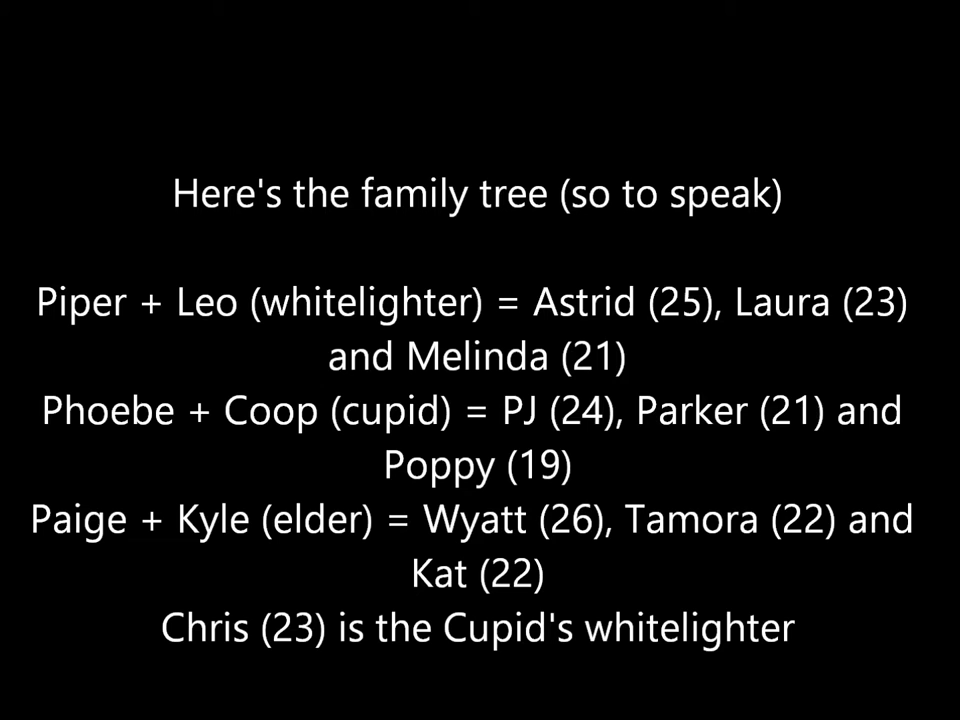 Here's the family tree (so to speak)
Piper + Leo (whitelighter) = Astrid (25), Laura (23)
and Melinda (21)
Phoebe + Coop (cupid) = PJ (24), Parker (21) and
Poppy (19)
Paige + Kyle (elder) = Wyatt (26), Tamora (22) and
Kat (22)
Chris (23) is the Cupid's whitelighter